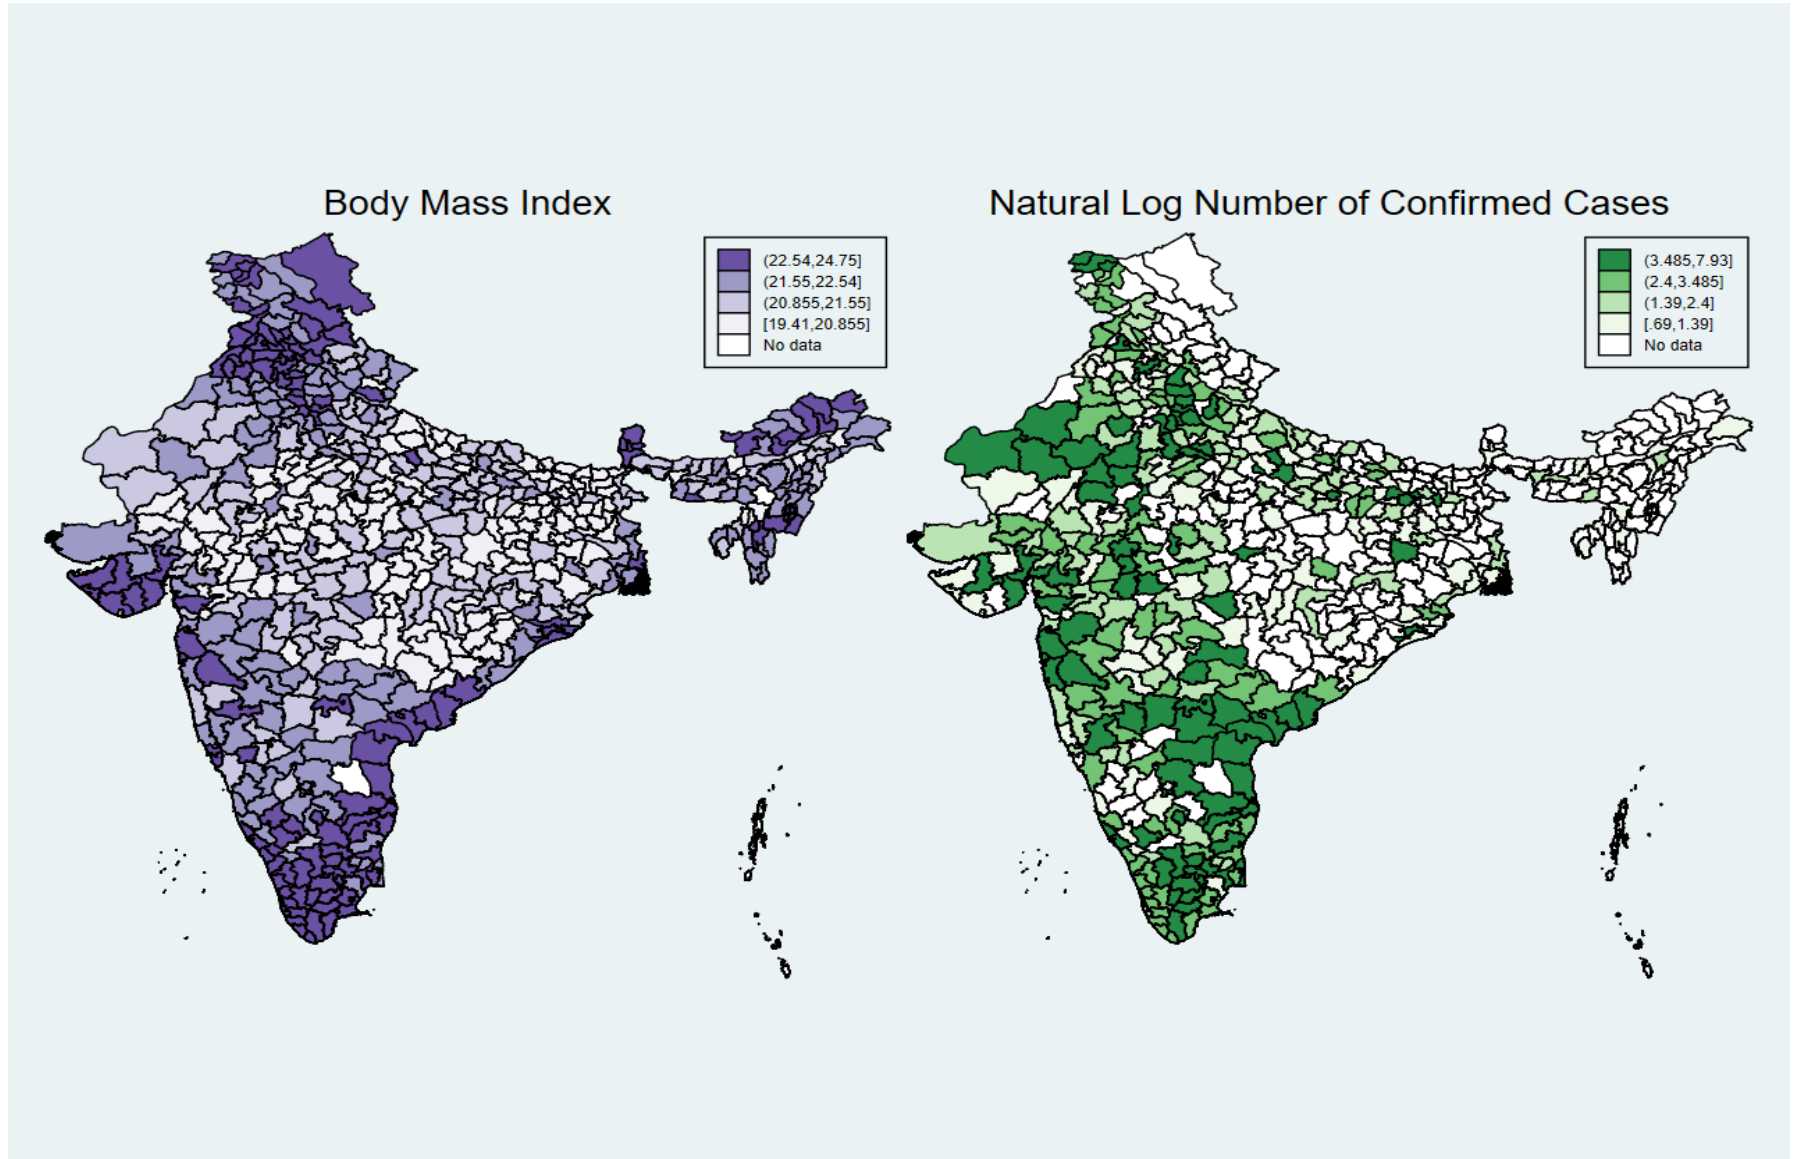 Body Mass Index
(22.54,24.75]
(21.55,22.54]
(20.855,21.55]
[19.41,20.855]
No data
Natural Log Number of Confirmed Cases
(3.485,7.93]
(2.4,3.485]
(1.39,2.4]
[.69,1.39]
No data